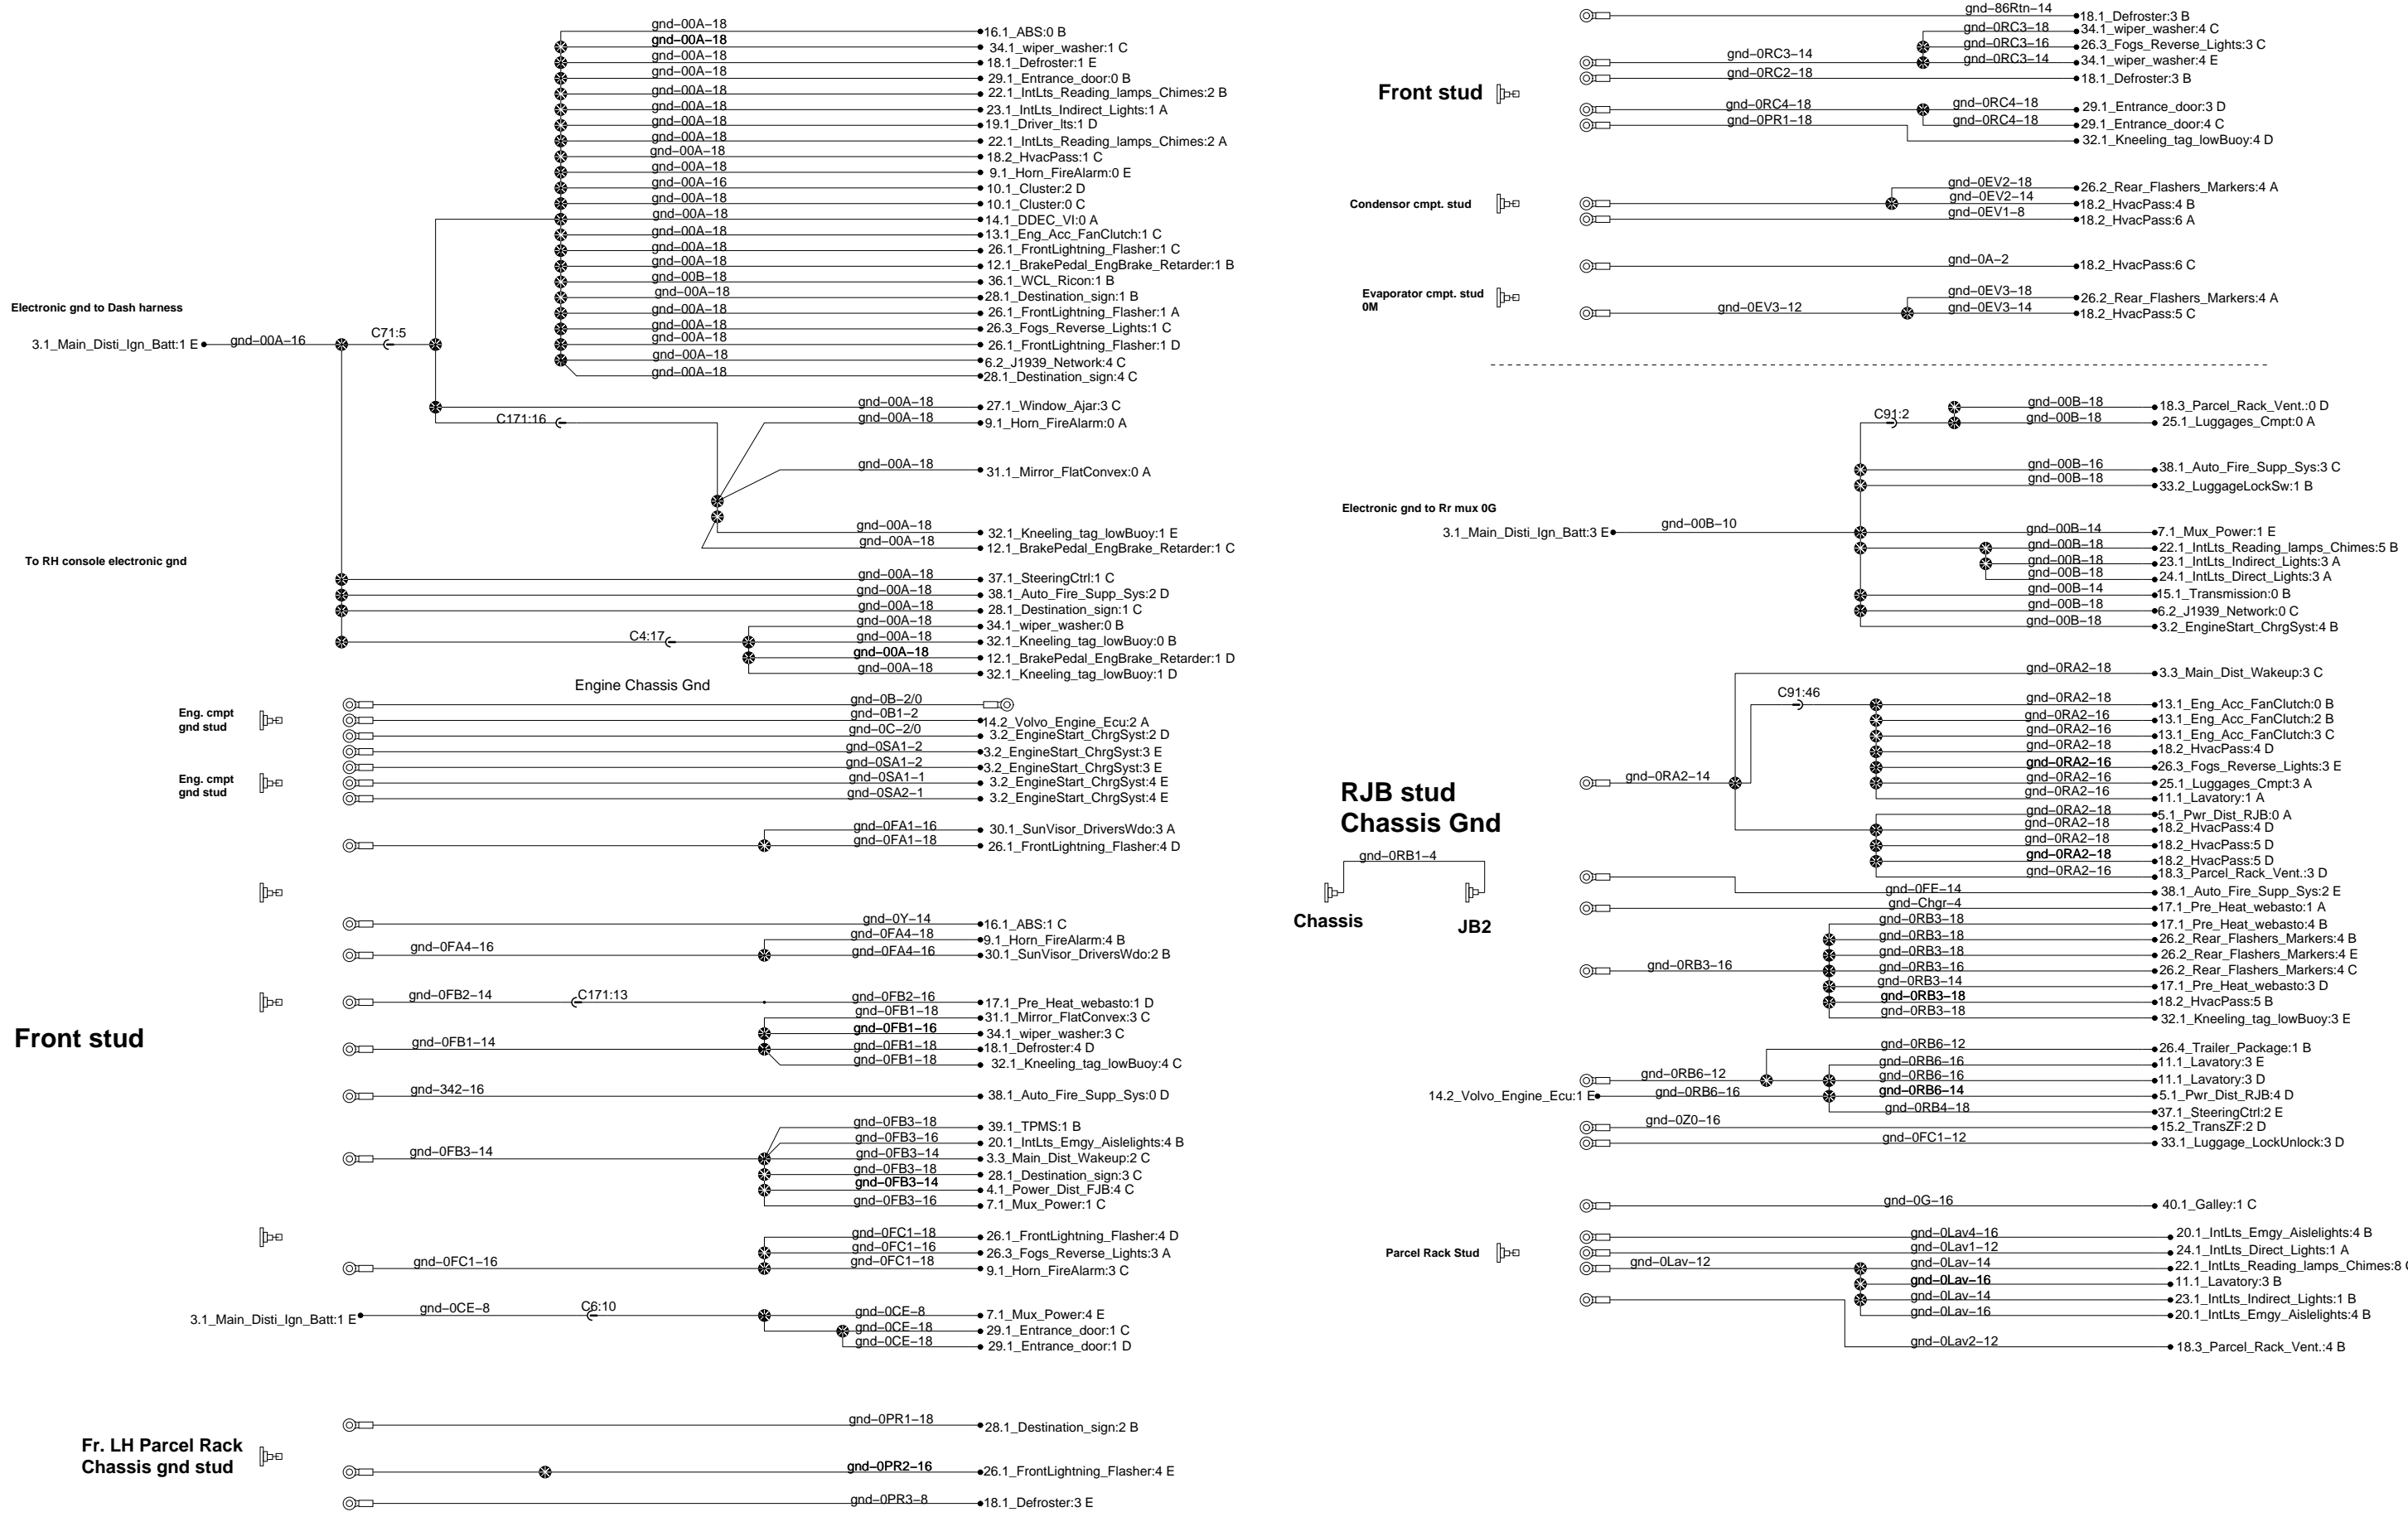 gnd−00A−18
16.1_ABS:0 B
gnd−00A−18
34.1_wiper_washer:1 C
gnd−00A−18
18.1_Defroster:1 E
gnd−00A−18
29.1_Entrance_door:0 B
gnd−00A−18
22.1_IntLts_Reading_lamps_Chimes:2 B
gnd−00A−18
23.1_IntLts_Indirect_Lights:1 A
gnd−00A−18
19.1_Driver_lts:1 D
gnd−00A−18
22.1_IntLts_Reading_lamps_Chimes:2 A
gnd−00A−18
18.2_HvacPass:1 C
gnd−00A−18
9.1_Horn_FireAlarm:0 E
gnd−00A−16
10.1_Cluster:2 D
gnd−00A−18
10.1_Cluster:0 C
gnd−00A−18
14.1_DDEC_VI:0 A
gnd−00A−18
13.1_Eng_Acc_FanClutch:1 C
gnd−00A−18
26.1_FrontLightning_Flasher:1 C
gnd−00A−18
12.1_BrakePedal_EngBrake_Retarder:1 B
gnd−00B−18
36.1_WCL_Ricon:1 B
gnd−00A−18
28.1_Destination_sign:1 B
gnd−00A−18
26.1_FrontLightning_Flasher:1 A
gnd−00A−18
26.3_Fogs_Reverse_Lights:1 C
gnd−00A−18
26.1_FrontLightning_Flasher:1 D
gnd−00A−18
6.2_J1939_Network:4 C
gnd−00A−18
28.1_Destination_sign:4 C
Electronic gnd to Dash harness
3.1_Main_Disti_Ign_Batt:1 E
gnd−00A−16
C71:5
gnd−00A−18
27.1_Window_Ajar:3 C
C171:16
gnd−00A−18
9.1_Horn_FireAlarm:0 A
gnd−00A−18
31.1_Mirror_FlatConvex:0 A
gnd−00A−18
32.1_Kneeling_tag_lowBuoy:1 E
gnd−00A−18
12.1_BrakePedal_EngBrake_Retarder:1 C
To RH console electronic gnd
gnd−00A−18
37.1_SteeringCtrl:1 C
gnd−00A−18
38.1_Auto_Fire_Supp_Sys:2 D
gnd−00A−18
28.1_Destination_sign:1 C
gnd−00A−18
34.1_wiper_washer:0 B
C4:17
gnd−00A−18
32.1_Kneeling_tag_lowBuoy:0 B
gnd−00A−18
12.1_BrakePedal_EngBrake_Retarder:1 D
gnd−00A−18
32.1_Kneeling_tag_lowBuoy:1 D
Engine Chassis Gnd
Eng. cmpt
gnd stud
gnd−0B−2/0
gnd−0B1−2
14.2_Volvo_Engine_Ecu:2 A
gnd−0C−2/0
3.2_EngineStart_ChrgSyst:2 D
gnd−0SA1−2
3.2_EngineStart_ChrgSyst:3 E
gnd−0SA1−2
3.2_EngineStart_ChrgSyst:3 E
Eng. cmpt
gnd stud
gnd−0SA1−1
3.2_EngineStart_ChrgSyst:4 E
gnd−0SA2−1
3.2_EngineStart_ChrgSyst:4 E
gnd−0FA1−16
30.1_SunVisor_DriversWdo:3 A
gnd−0FA1−18
26.1_FrontLightning_Flasher:4 D
gnd−0Y−14
16.1_ABS:1 C
gnd−0FA4−18
9.1_Horn_FireAlarm:4 B
gnd−0FA4−16
gnd−0FA4−16
30.1_SunVisor_DriversWdo:2 B
Front stud
gnd−0FB2−14
C171:13
gnd−0FB2−16
17.1_Pre_Heat_webasto:1 D
gnd−0FB1−18
31.1_Mirror_FlatConvex:3 C
gnd−0FB1−16
34.1_wiper_washer:3 C
gnd−0FB1−14
gnd−0FB1−18
18.1_Defroster:4 D
gnd−0FB1−18
32.1_Kneeling_tag_lowBuoy:4 C
gnd−342−16
38.1_Auto_Fire_Supp_Sys:0 D
gnd−0FB3−18
39.1_TPMS:1 B
gnd−0FB3−16
20.1_IntLts_Emgy_Aislelights:4 B
gnd−0FB3−14
gnd−0FB3−14
3.3_Main_Dist_Wakeup:2 C
gnd−0FB3−18
28.1_Destination_sign:3 C
gnd−0FB3−14
4.1_Power_Dist_FJB:4 C
gnd−0FB3−16
7.1_Mux_Power:1 C
gnd−0FC1−18
26.1_FrontLightning_Flasher:4 D
gnd−0FC1−16
26.3_Fogs_Reverse_Lights:3 A
gnd−0FC1−16
gnd−0FC1−18
9.1_Horn_FireAlarm:3 C
3.1_Main_Disti_Ign_Batt:1 E
gnd−0CE−8
C6:10
gnd−0CE−8
7.1_Mux_Power:4 E
gnd−0CE−18
29.1_Entrance_door:1 C
gnd−0CE−18
29.1_Entrance_door:1 D
Fr. LH Parcel Rack
Chassis gnd stud
gnd−0PR1−18
28.1_Destination_sign:2 B
gnd−0PR2−16
26.1_FrontLightning_Flasher:4 E
gnd−0PR3−8
18.1_Defroster:3 E
Front stud
gnd−86Rtn−14
18.1_Defroster:3 B
gnd−0RC3−18
34.1_wiper_washer:4 C
gnd−0RC3−16
26.3_Fogs_Reverse_Lights:3 C
gnd−0RC3−14
gnd−0RC3−14
34.1_wiper_washer:4 E
gnd−0RC2−18
18.1_Defroster:3 B
gnd−0RC4−18
gnd−0RC4−18
29.1_Entrance_door:3 D
gnd−0PR1−18
gnd−0RC4−18
29.1_Entrance_door:4 C
32.1_Kneeling_tag_lowBuoy:4 D
Condensor cmpt. stud
gnd−0EV2−18
26.2_Rear_Flashers_Markers:4 A
gnd−0EV2−14
18.2_HvacPass:4 B
gnd−0EV1−8
18.2_HvacPass:6 A
gnd−0A−2
18.2_HvacPass:6 C
Evaporator cmpt. stud
0M
gnd−0EV3−18
26.2_Rear_Flashers_Markers:4 A
gnd−0EV3−12
gnd−0EV3−14
18.2_HvacPass:5 C
gnd−00B−18
18.3_Parcel_Rack_Vent.:0 D
C91:2
gnd−00B−18
25.1_Luggages_Cmpt:0 A
gnd−00B−16
38.1_Auto_Fire_Supp_Sys:3 C
gnd−00B−18
33.2_LuggageLockSw:1 B
Electronic gnd to Rr mux 0G
3.1_Main_Disti_Ign_Batt:3 E
gnd−00B−10
gnd−00B−14
7.1_Mux_Power:1 E
gnd−00B−18
22.1_IntLts_Reading_lamps_Chimes:5 B
gnd−00B−18
23.1_IntLts_Indirect_Lights:3 A
gnd−00B−18
24.1_IntLts_Direct_Lights:3 A
gnd−00B−14
15.1_Transmission:0 B
gnd−00B−18
6.2_J1939_Network:0 C
gnd−00B−18
3.2_EngineStart_ChrgSyst:4 B
gnd−0RA2−18
3.3_Main_Dist_Wakeup:3 C
C91:46
gnd−0RA2−18
13.1_Eng_Acc_FanClutch:0 B
gnd−0RA2−16
13.1_Eng_Acc_FanClutch:2 B
gnd−0RA2−16
13.1_Eng_Acc_FanClutch:3 C
gnd−0RA2−18
18.2_HvacPass:4 D
gnd−0RA2−16
26.3_Fogs_Reverse_Lights:3 E
gnd−0RA2−14
gnd−0RA2−16
25.1_Luggages_Cmpt:3 A
gnd−0RA2−16
11.1_Lavatory:1 A
gnd−0RA2−18
5.1_Pwr_Dist_RJB:0 A
gnd−0RA2−18
18.2_HvacPass:4 D
gnd−0RA2−18
18.2_HvacPass:5 D
gnd−0RA2−18
18.2_HvacPass:5 D
gnd−0RA2−16
18.3_Parcel_Rack_Vent.:3 D
RJB stud
Chassis Gnd
gnd−0RB1−4
Chassis
JB2
gnd−0FE−14
38.1_Auto_Fire_Supp_Sys:2 E
gnd−Chgr−4
17.1_Pre_Heat_webasto:1 A
gnd−0RB3−18
17.1_Pre_Heat_webasto:4 B
gnd−0RB3−18
26.2_Rear_Flashers_Markers:4 B
gnd−0RB3−18
26.2_Rear_Flashers_Markers:4 E
gnd−0RB3−16
gnd−0RB3−16
26.2_Rear_Flashers_Markers:4 C
gnd−0RB3−14
17.1_Pre_Heat_webasto:3 D
gnd−0RB3−18
18.2_HvacPass:5 B
gnd−0RB3−18
32.1_Kneeling_tag_lowBuoy:3 E
gnd−0RB6−12
26.4_Trailer_Package:1 B
gnd−0RB6−16
11.1_Lavatory:3 E
gnd−0RB6−12
gnd−0RB6−16
11.1_Lavatory:3 D
14.2_Volvo_Engine_Ecu:1 E
gnd−0RB6−16
gnd−0RB6−14
5.1_Pwr_Dist_RJB:4 D
gnd−0RB4−18
37.1_SteeringCtrl:2 E
gnd−0Z0−16
15.2_TransZF:2 D
gnd−0FC1−12
33.1_Luggage_LockUnlock:3 D
gnd−0G−16
40.1_Galley:1 C
Parcel Rack Stud
gnd−0Lav4−16
20.1_IntLts_Emgy_Aislelights:4 B
gnd−0Lav1−12
24.1_IntLts_Direct_Lights:1 A
gnd−0Lav−12
gnd−0Lav−14
22.1_IntLts_Reading_lamps_Chimes:8
gnd−0Lav−16
11.1_Lavatory:3 B
gnd−0Lav−14
23.1_IntLts_Indirect_Lights:1 B
gnd−0Lav−16
20.1_IntLts_Emgy_Aislelights:4 B
gnd−0Lav2−12
18.3_Parcel_Rack_Vent.:4 B